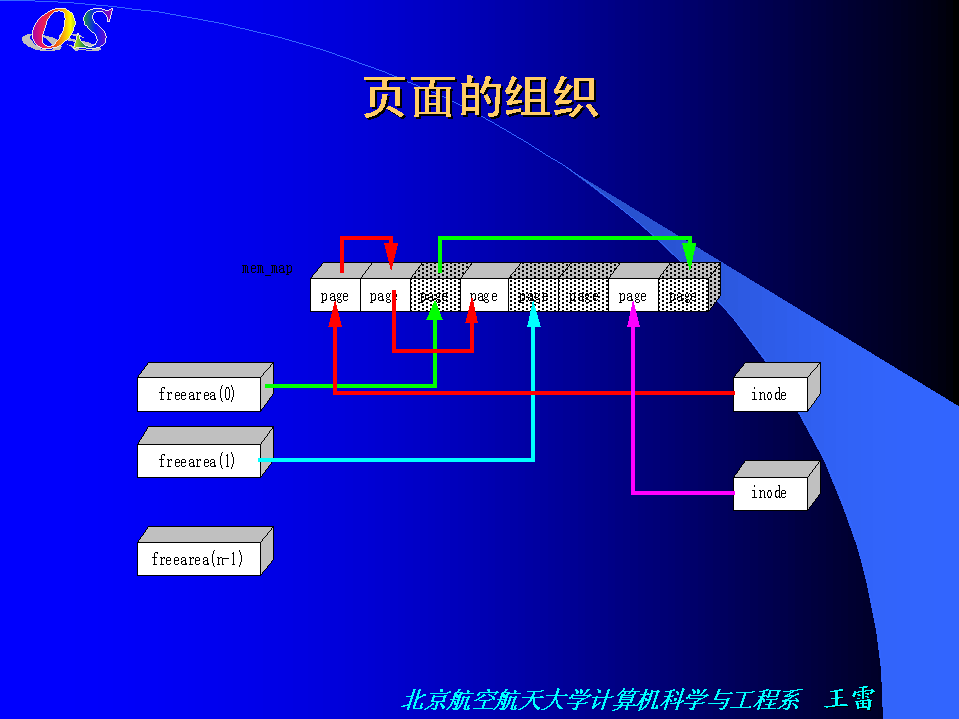 OS
页面的组织
mem_map
page page page page page page page page
freearea(0)
inode
freearea(1)
inode
freearea(n-1)
北京航空航天大学计算机科学与工程系 王雷